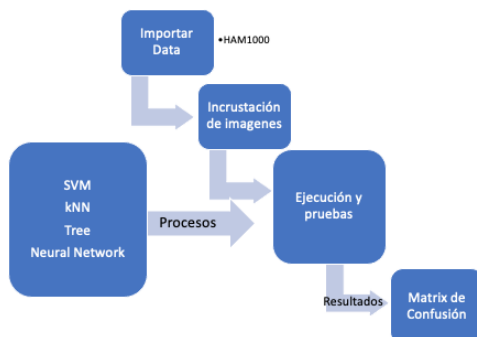 Importar
Data
•HAM1000
Incrustación
de imagenes
SVM
kNN
Tree
Neural Network
Procesos
Ejecución y
pruebas
Resultados
Matrix de
Confusión